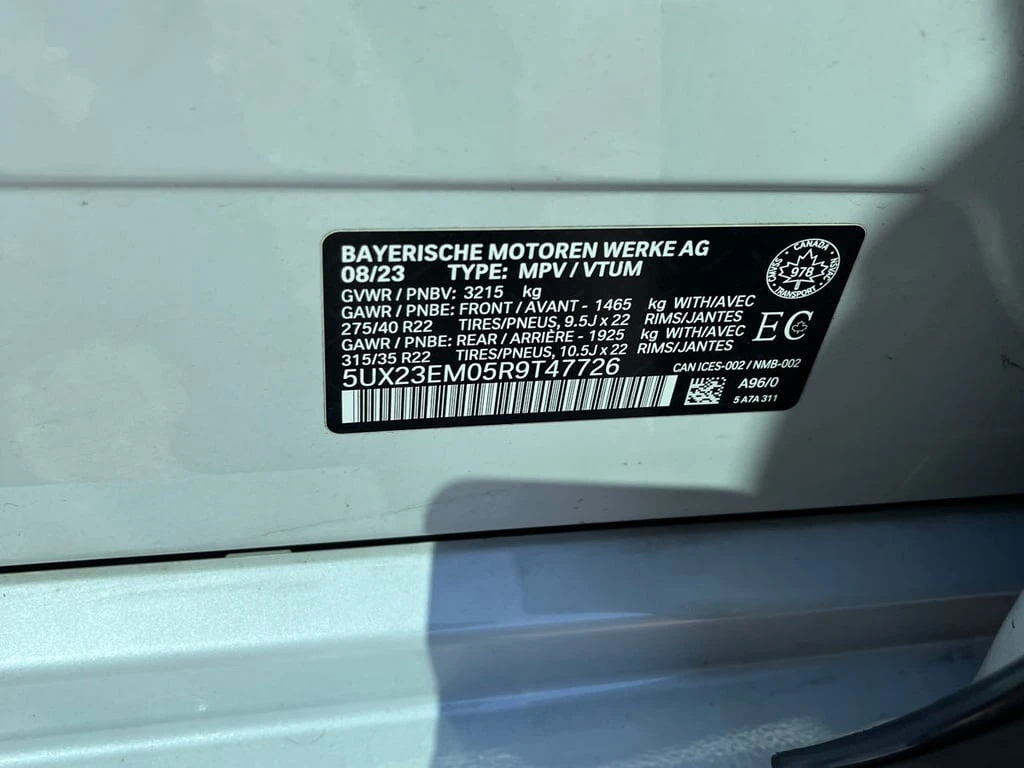 BAYERISCHE MOTOREN WERKE AG
08/23 TYPE: MPV / VTUM
GVWR / PNBV: 3215 kg
GAWR / PNBE: FRONT / AVANT - 1465 kg WITH/AVEC
275/40 R22 TIRES/PNEUS, 9.5J x 22 RIMS/JANTES
GAWR / PNBE: REAR / ARRIÈRE - 1925 kg WITH/AVEC
315/35 R22 TIRES/PNEUS, 10.5J x 22 RIMS/JANTES
5UX23EM05R9T47726
CANADA
978
TRANSPORT
EC
CAN ICES-002 / NMB-002
A96/0
5 A7A 311